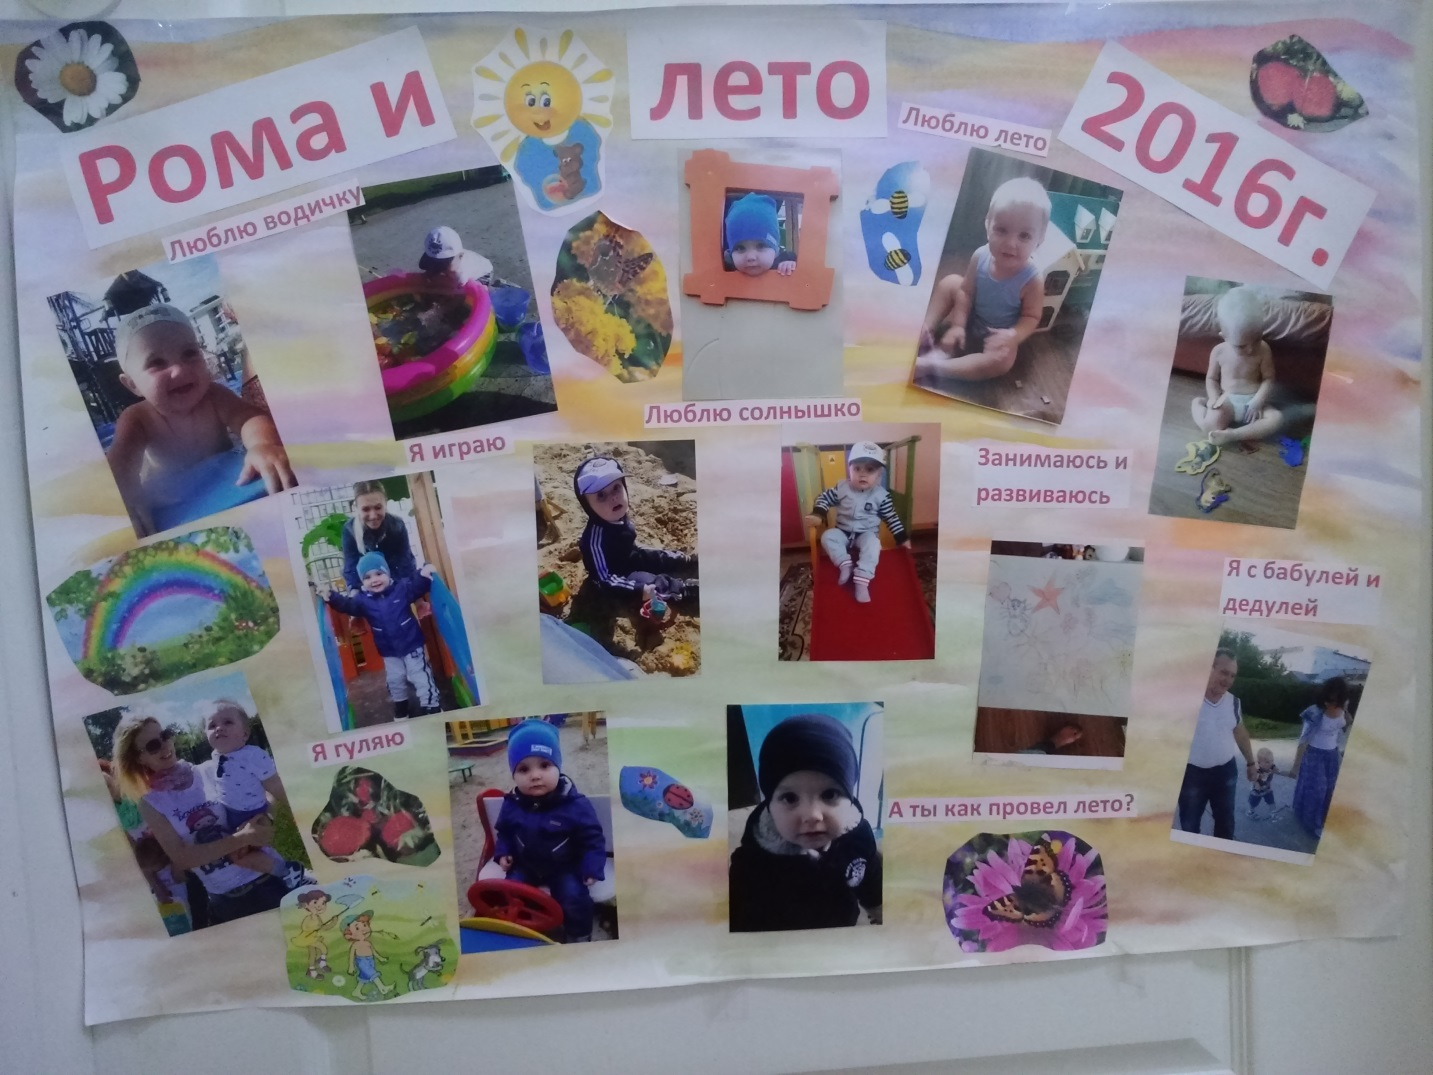 Рома и
лето
2016г.
Люблю водичку
Люблю лето
Люблю солнышко
Я играю
Занимаюсь и
развиваюсь
Я с бабулей и
дедулей
Я гуляю
А ты как провел лето?